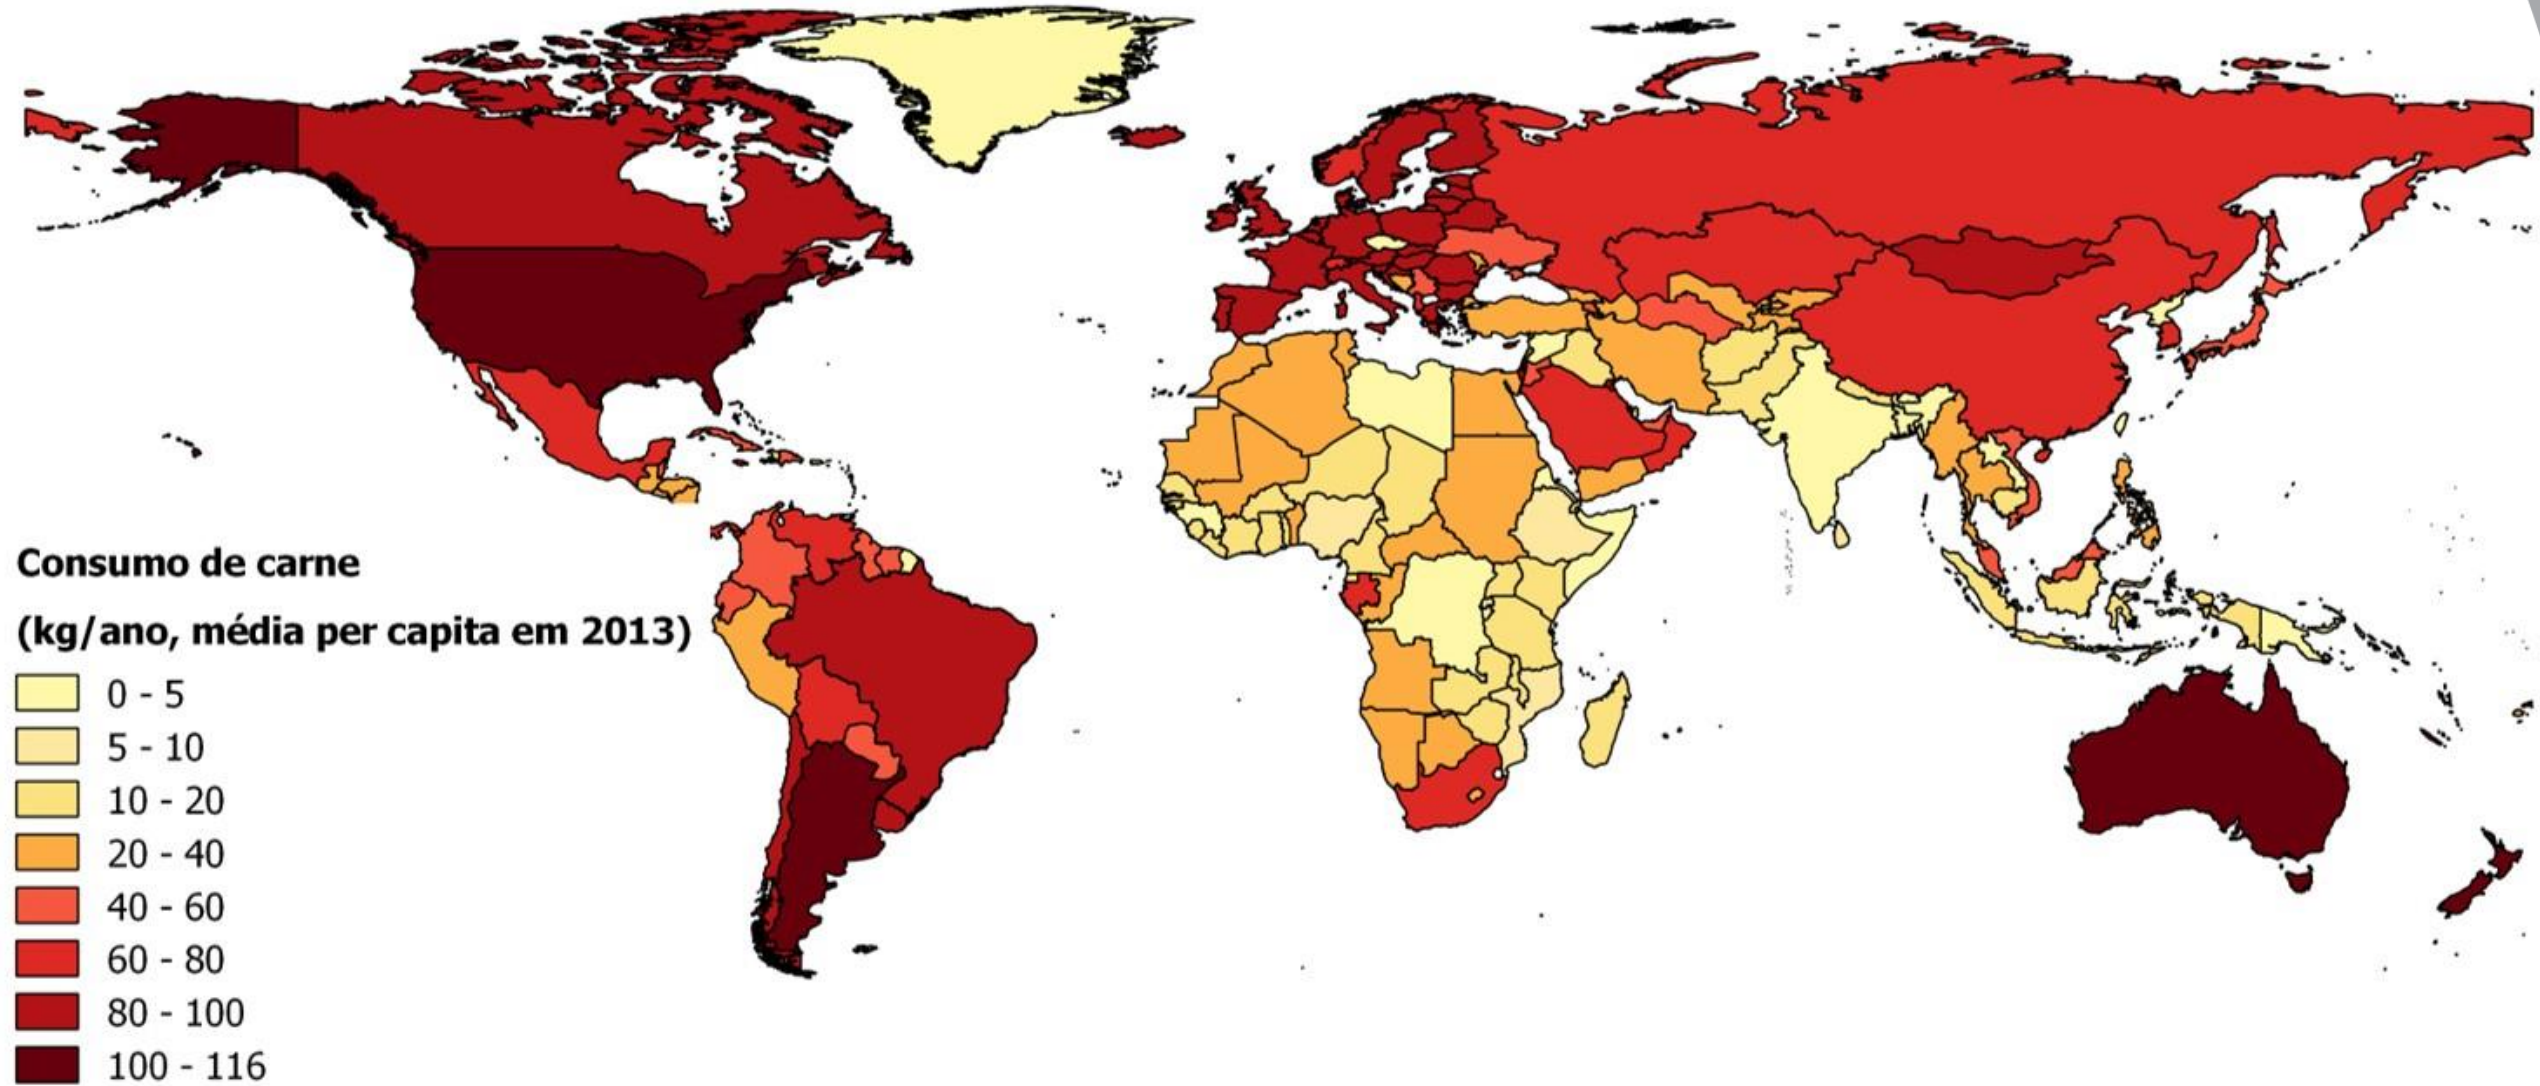 Consumo de carne
(kg/ano, média per capita em 2013)
0 - 5
5 - 10
10 - 20
20 - 40
40 - 60
60 - 80
80 - 100
100 - 116